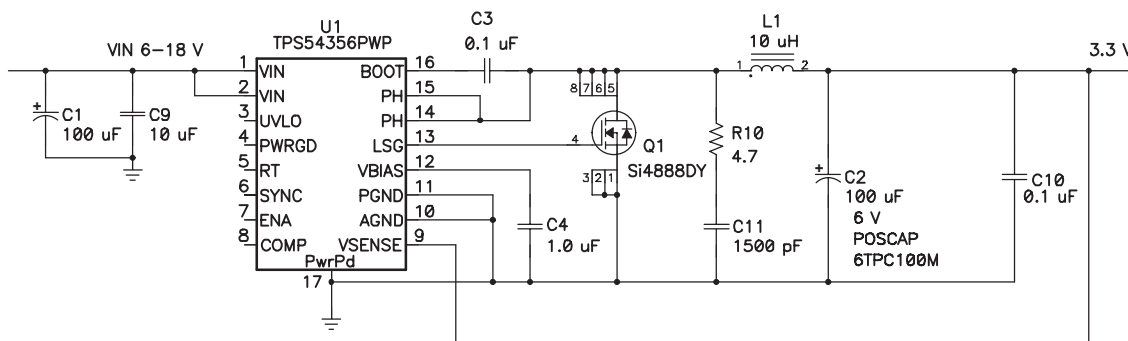 VIN 6–18 V
U1
TPS54356PWP
C3
0.1 uF
L1
10 uH
3.3 V
1 VIN
2 VIN
3 UVLO
4 PWRGD
5 RT
6 SYNC
7 ENA
8 COMP
BOOT 16
PH 15
PH 14
LSG 13
VBIAS 12
PGND 11
AGND 10
VSENSE 9
PwrPd
17
C1
100 uF
C9
10 uF
8 7 6 5
4
3 2 1
Q1
Si4888DY
C4
1.0 uF
1 2
R10
4.7
C11
1500 pF
C2
100 uF
6 V
POSCAP
6TPC100M
C10
0.1 uF